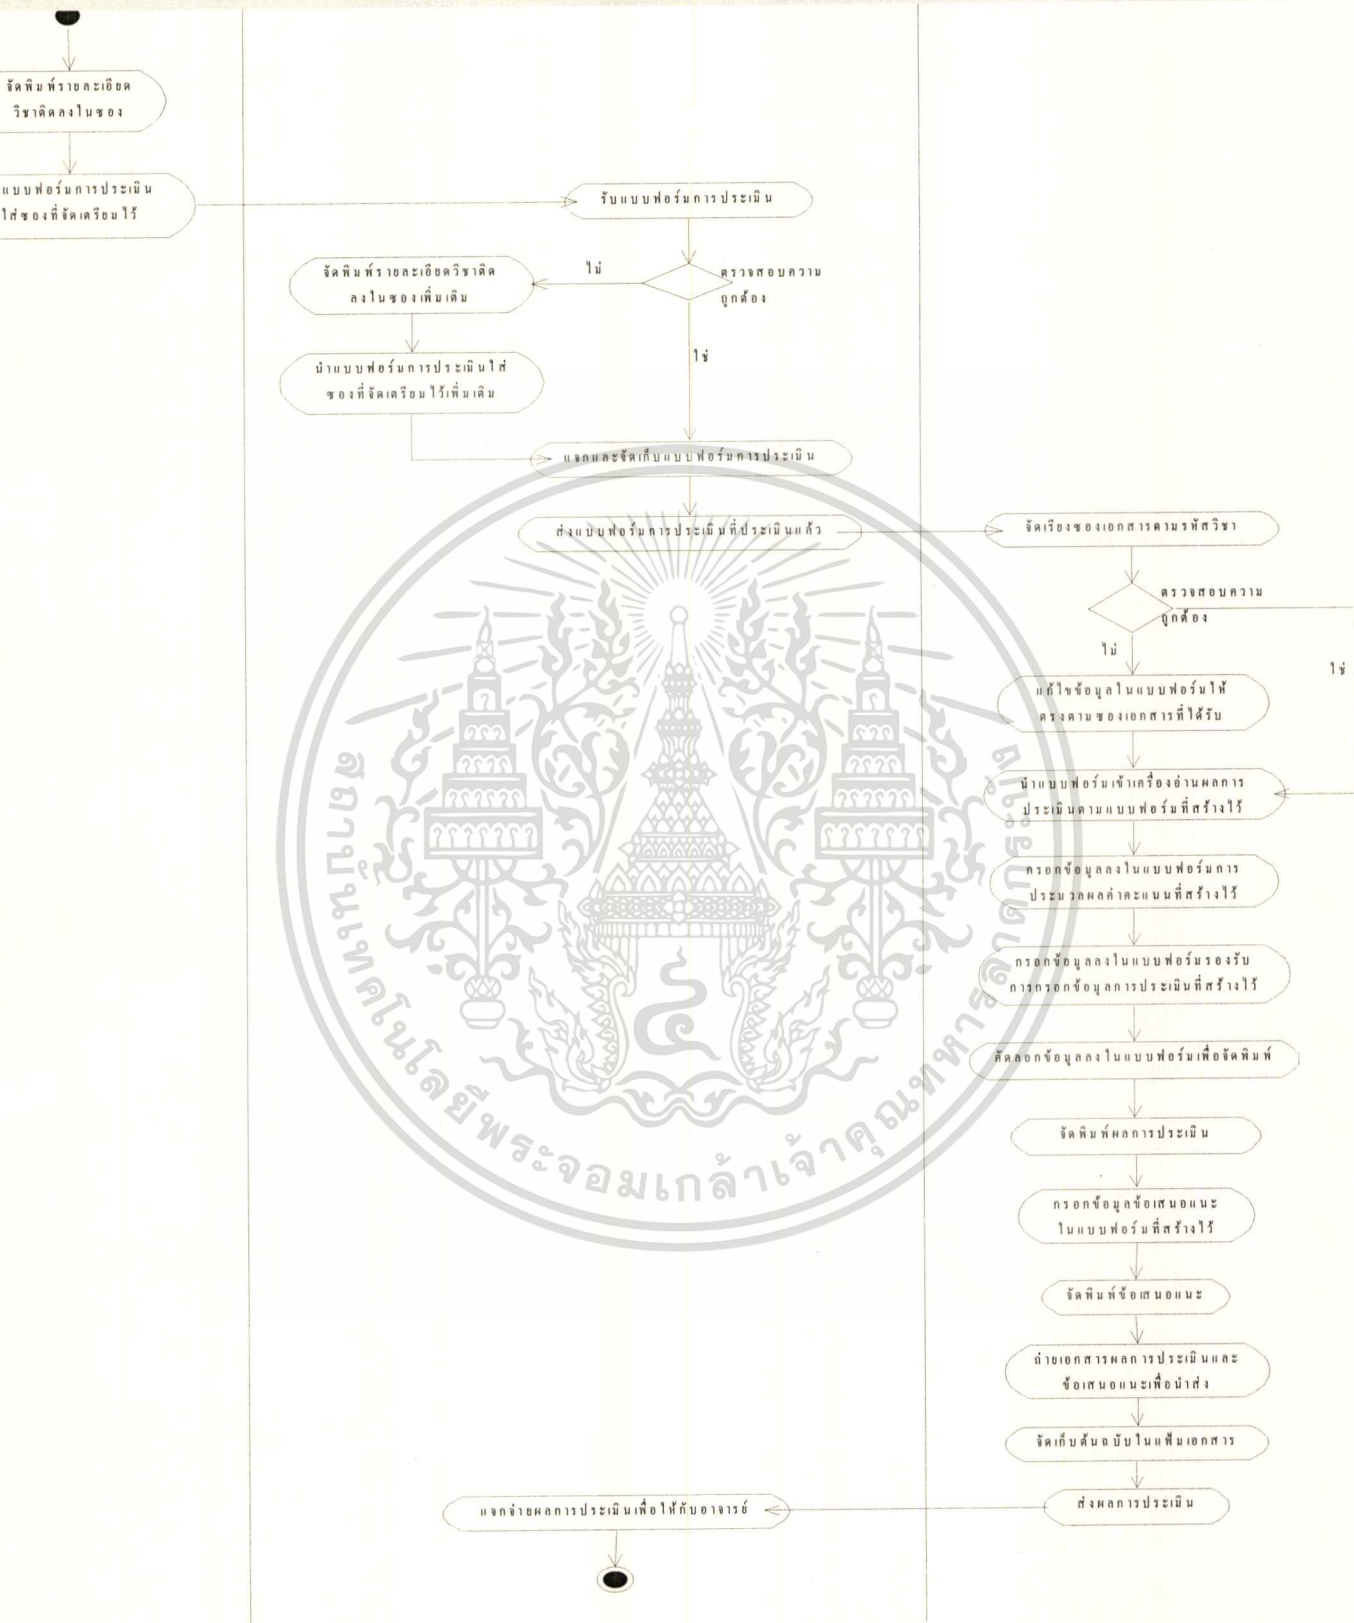 จัดพิมพ์รายละเอียด
วิชาติดลงในซอง
แบบฟอร์มการประเมิน
ใส่ซองที่จัดเตรียมไว้
รับแบบฟอร์มการประเมิน
ตรวจสอบความ
ถูกต้อง
ไม่
ใช่
จัดพิมพ์รายละเอียดวิชาติด
ลงในซองเพิ่มเติม
นำแบบฟอร์มการประเมินใส่
ซองที่จัดเตรียมไว้เพิ่มเติม
แจกและจัดเก็บแบบฟอร์มการประเมิน
ส่งแบบฟอร์มการประเมินที่ประเมินแล้ว
จัดเรียงซองเอกสารตามรหัสวิชา
ตรวจสอบความ
ถูกต้อง
ไม่
ใช่
แก้ไขข้อมูลในแบบฟอร์มให้
ตรงตามซองเอกสารที่ได้รับ
นำแบบฟอร์มเข้าเครื่องอ่านผลการ
ประเมินตามแบบฟอร์มที่สร้างไว้
กรอกข้อมูลลงในแบบฟอร์มการ
ประมวลผลค่าคะแนนที่สร้างไว้
กรอกข้อมูลลงในแบบฟอร์มรองรับ
การกรอกข้อมูลการประเมินที่สร้างไว้
คัดลอกข้อมูลลงในแบบฟอร์มเพื่อจัดพิมพ์
จัดพิมพ์ผลการประเมิน
กรอกข้อมูลข้อเสนอแนะ
ในแบบฟอร์มที่สร้างไว้
จัดพิมพ์ข้อเสนอแนะ
ถ่ายเอกสารผลการประเมินและ
ข้อเสนอแนะเพื่อนำส่ง
จัดเก็บต้นฉบับในแฟ้มเอกสาร
ส่งผลการประเมิน
แจกจ่ายผลการประเมินเพื่อให้กับอาจารย์
สถาบันเทคโนโลยีพระจอมเกล้าเจ้าคุณทหารลาดกระบัง